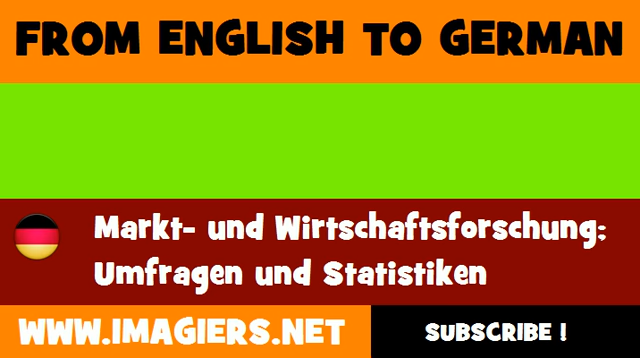 FROM ENGLISH TO GERMAN
Markt- und Wirtschaftsforschung;
Umfragen und Statistiken
WWW.IMAGIERS.NET
SUBSCRIBE !